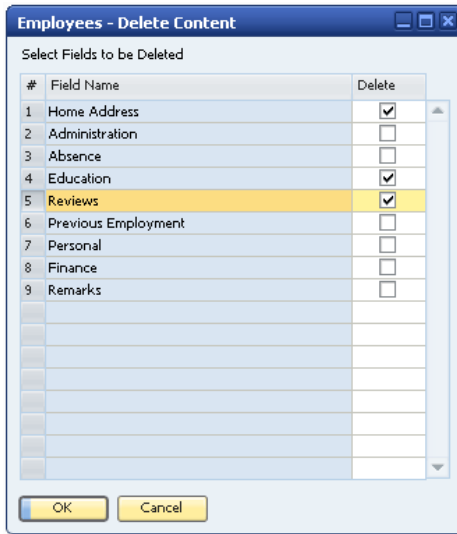 Employees - Delete Content
Select Fields to be Deleted
# Field Name Delete
1 Home Address
2 Administration
3 Absence
4 Education
5 Reviews
6 Previous Employment
7 Personal
8 Finance
9 Remarks
OK Cancel